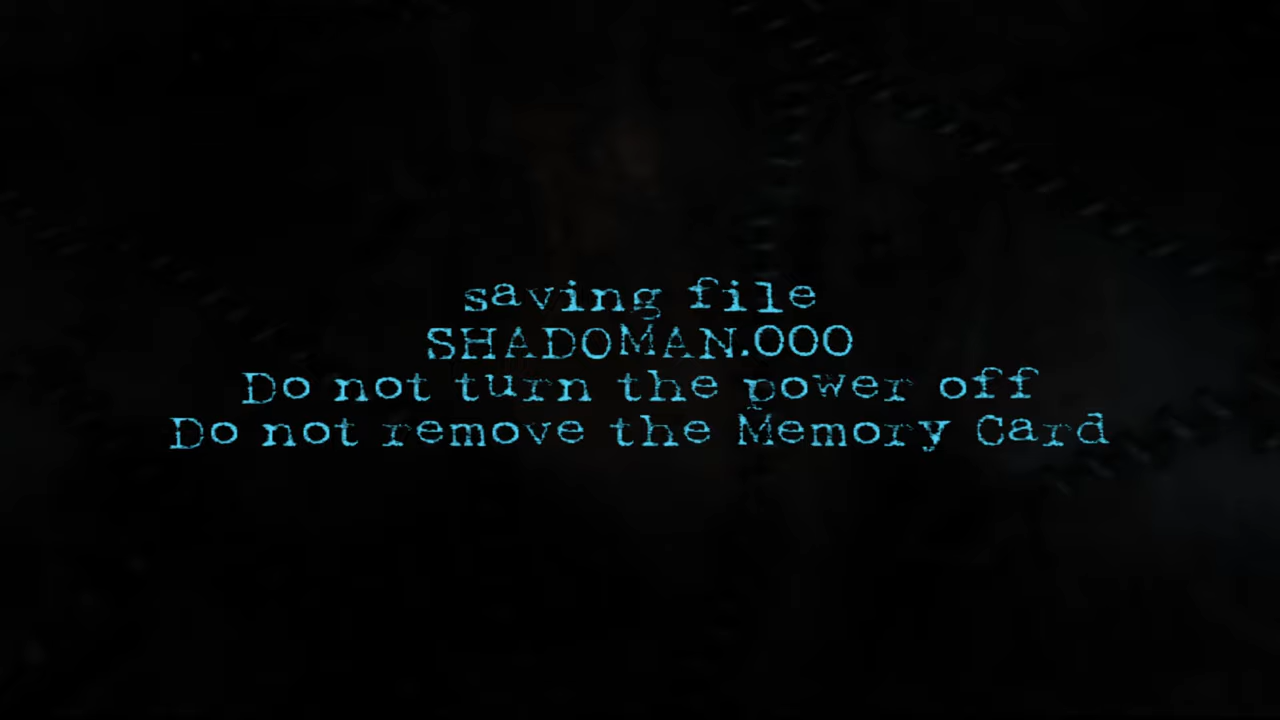 saving file
SHADOMAN.000
Do not turn the power off
Do not remove the Memory Card